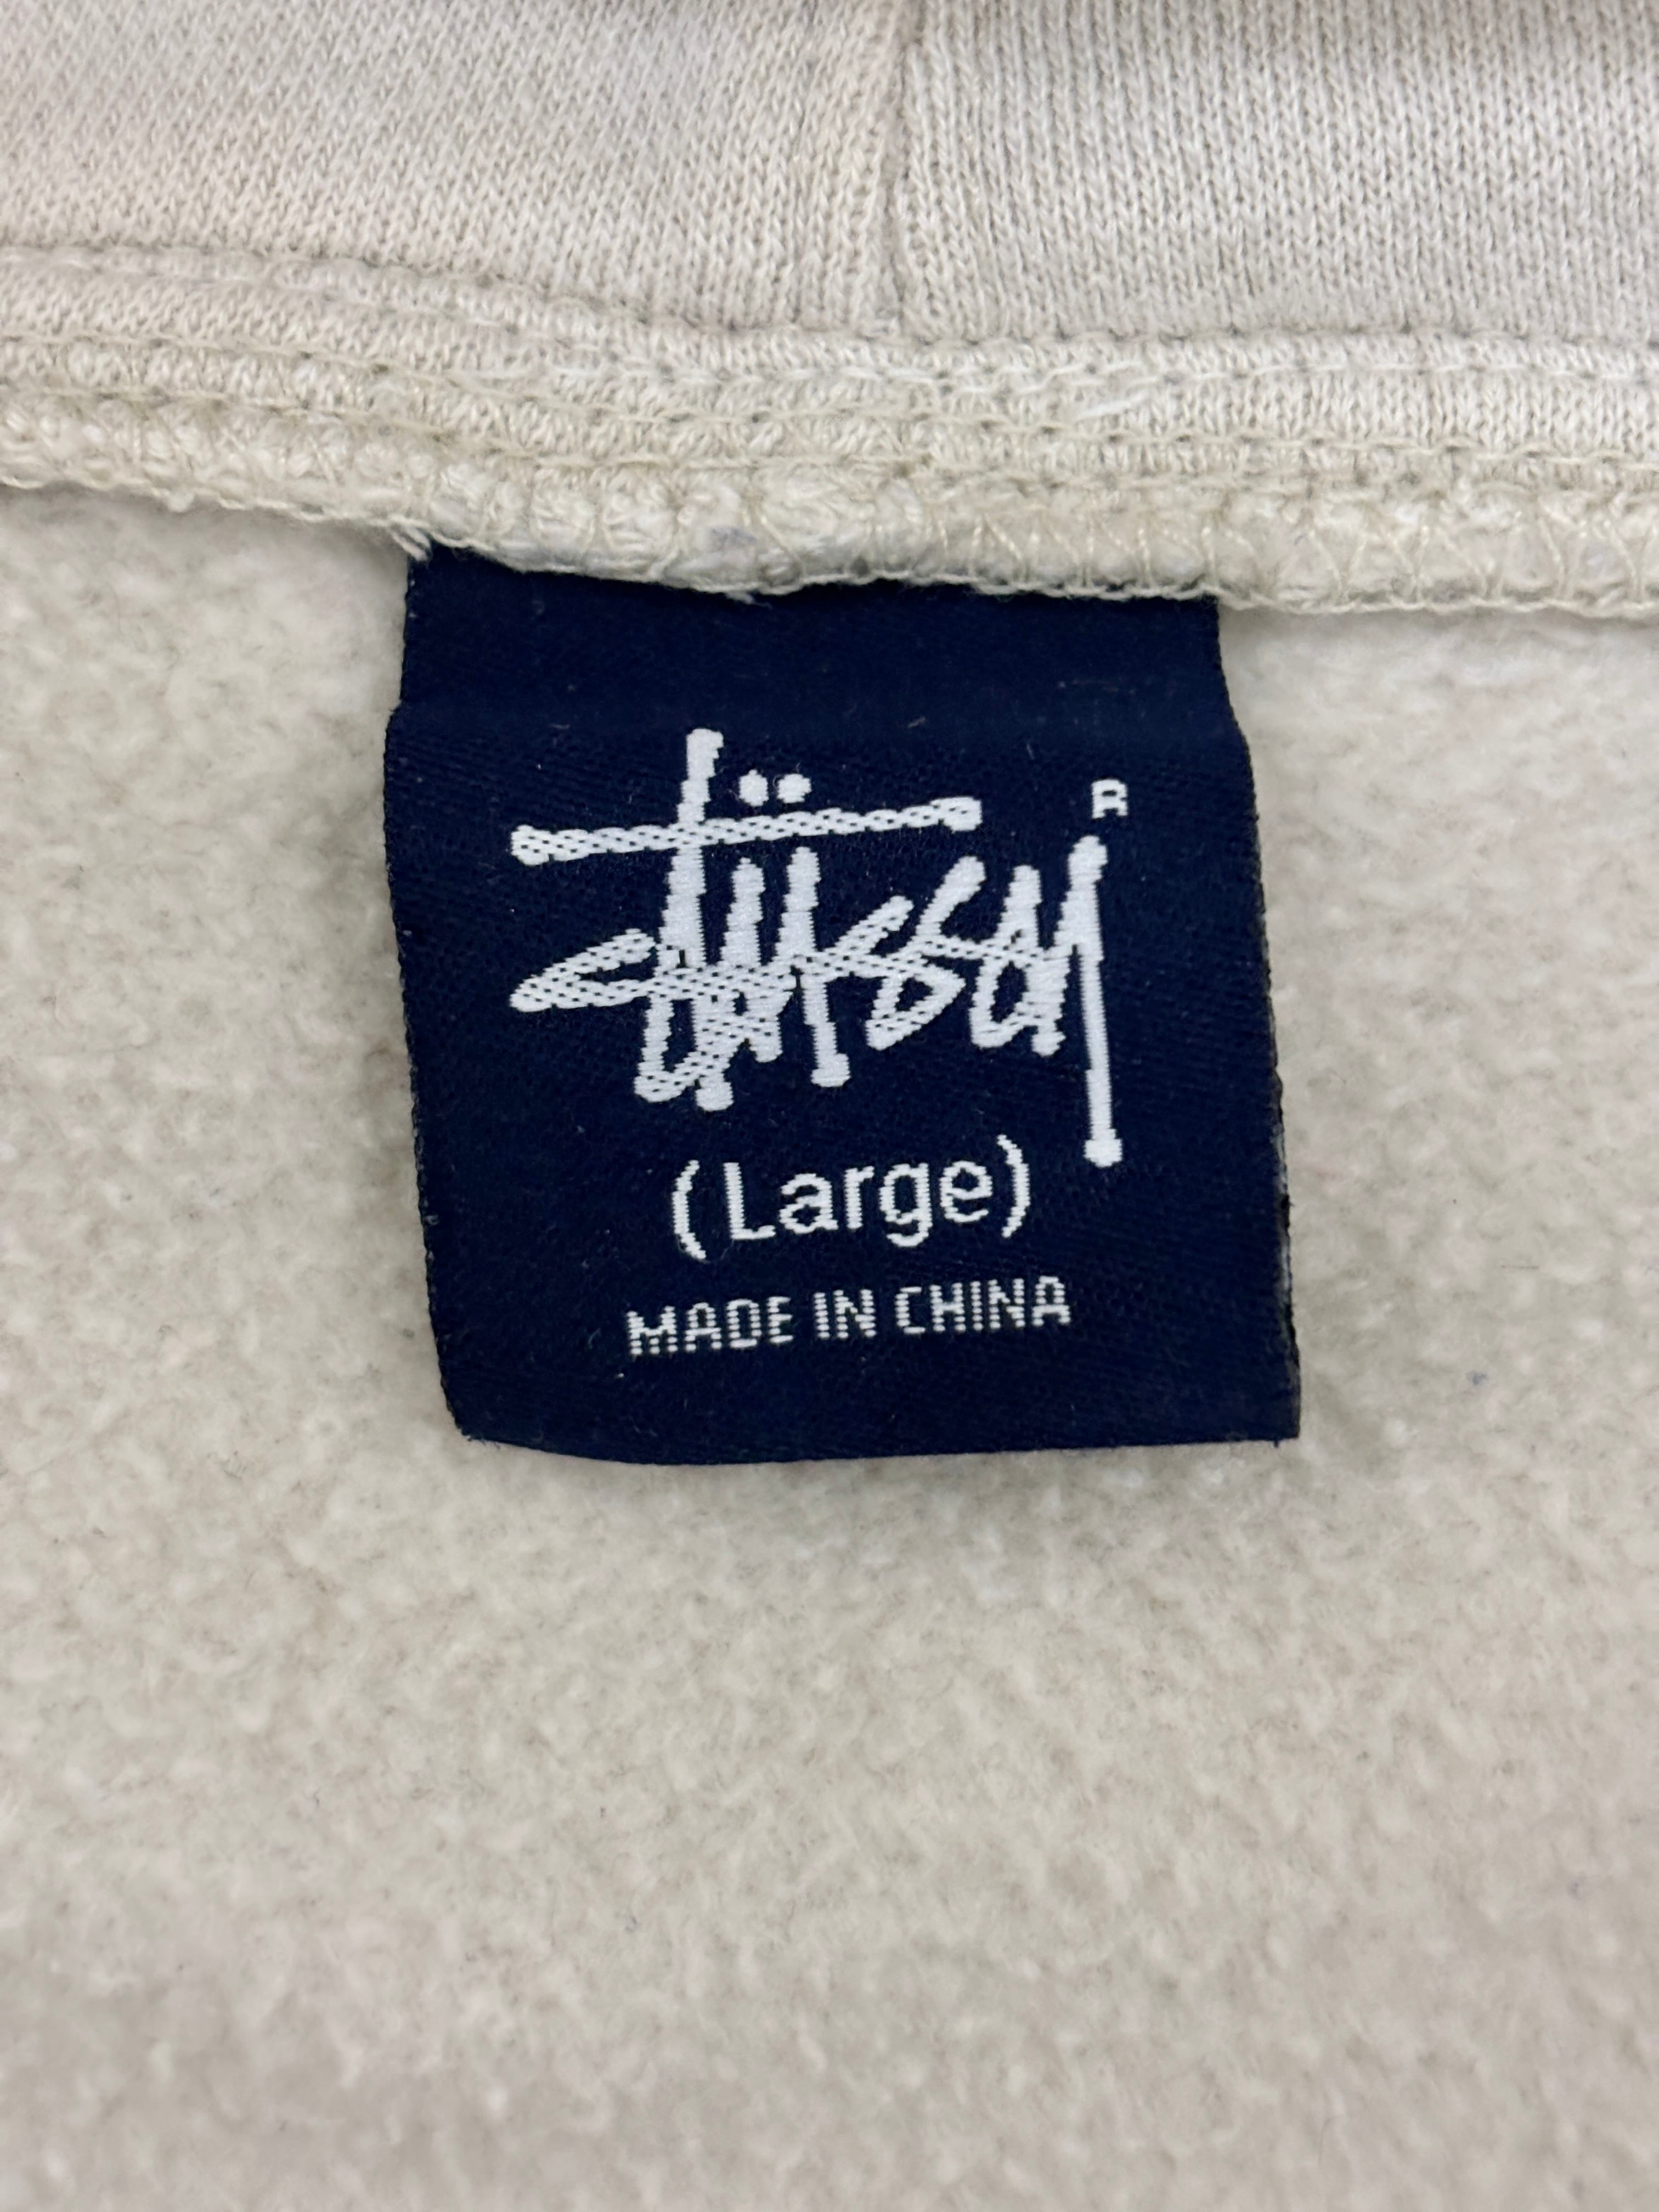 Stüssy ®
(Large)
MADE IN CHINA